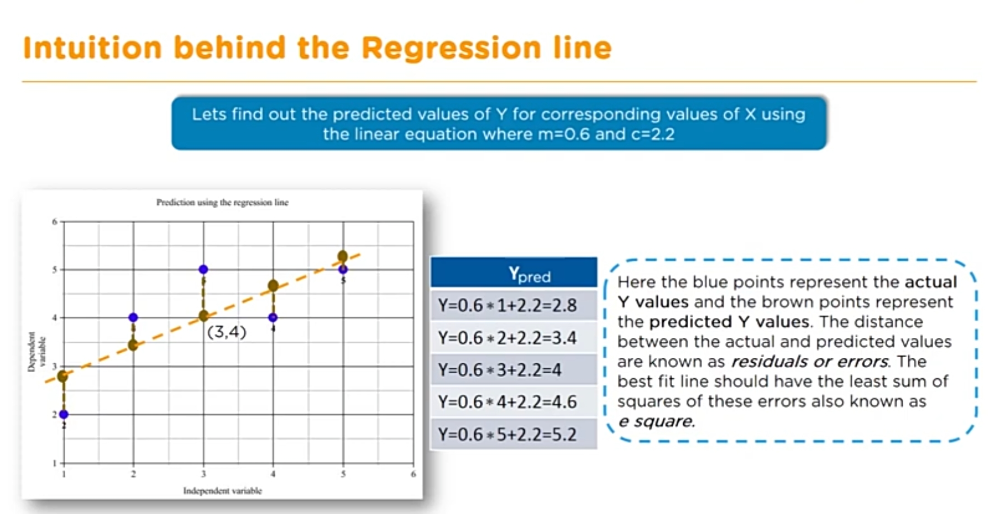 Intuition behind the Regression line
Lets find out the predicted values of Y for corresponding values of X using
the linear equation where m=0.6 and c=2.2
Prediction using the regression line
6
5
4
3
2
1
Dependent
variable
2
5
4
5
(3,4)
1
2
3
4
5
6
Independent variable
Ypred
Y=0.6*1+2.2=2.8
Y=0.6*2+2.2=3.4
Y=0.6*3+2.2=4
Y=0.6*4+2.2=4.6
Y=0.6*5+2.2=5.2
Here the blue points represent the actual
Y values and the brown points represent
the predicted Y values. The distance
between the actual and predicted values
are known as residuals or errors. The
best fit line should have the least sum of
squares of these errors also known as
e square.